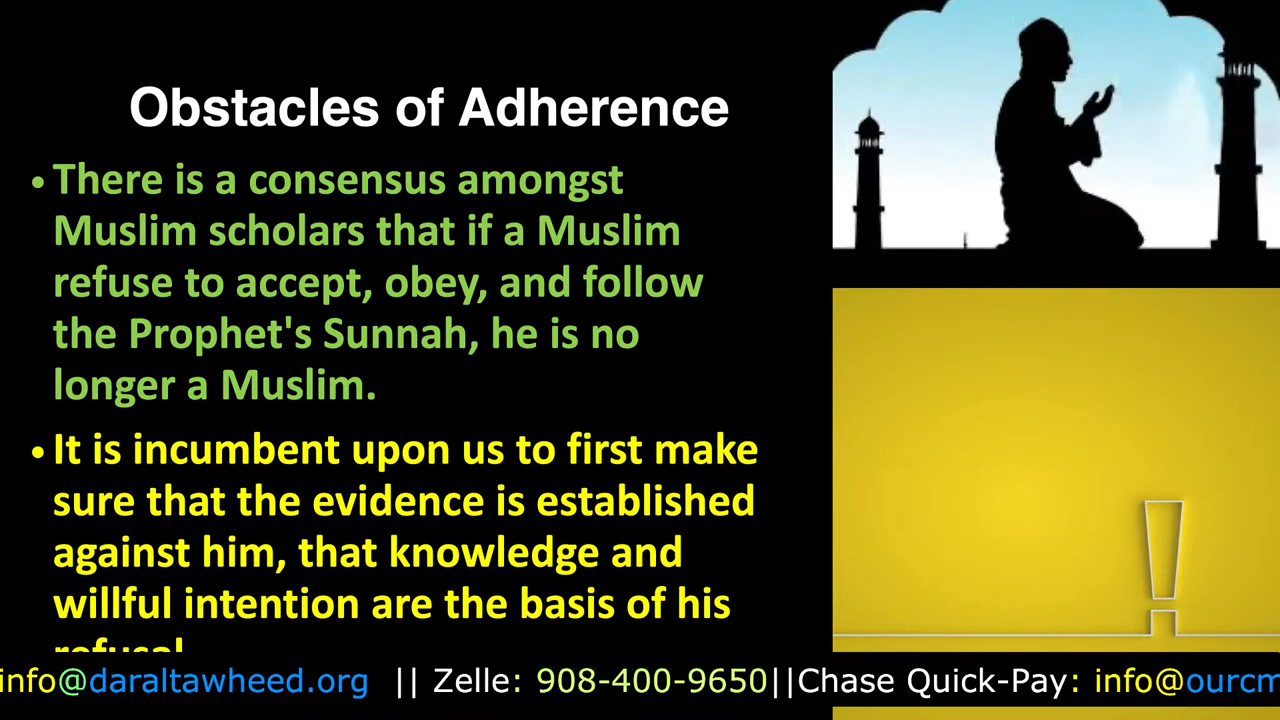 Obstacles of Adherence
• There is a consensus amongst
Muslim scholars that if a Muslim
refuse to accept, obey, and follow
the Prophet's Sunnah, he is no
longer a Muslim.
• It is incumbent upon us to first make
sure that the evidence is established
against him, that knowledge and
willful intention are the basis of his
refusal
info@daraltawheed.org || Zelle: 908-400-9650||Chase Quick-Pay: info@ourcm